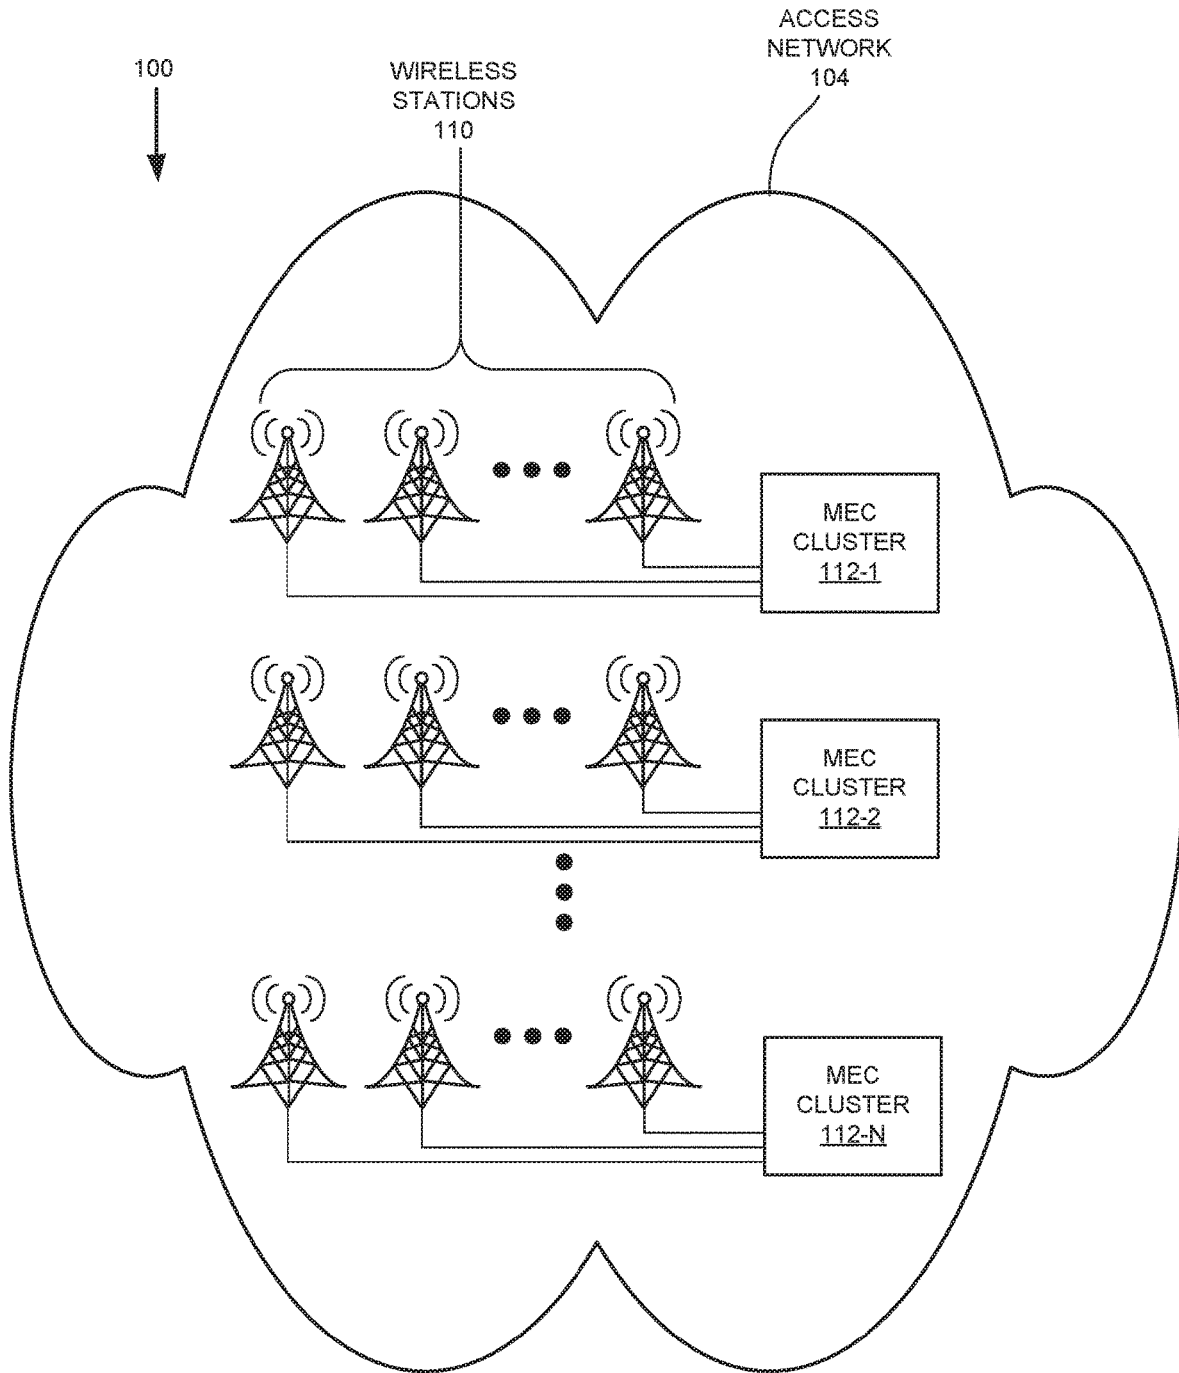 ACCESS
NETWORK
104
100
WIRELESS
STATIONS
110
MEC
CLUSTER
112-1
MEC
CLUSTER
112-2
MEC
CLUSTER
112-N